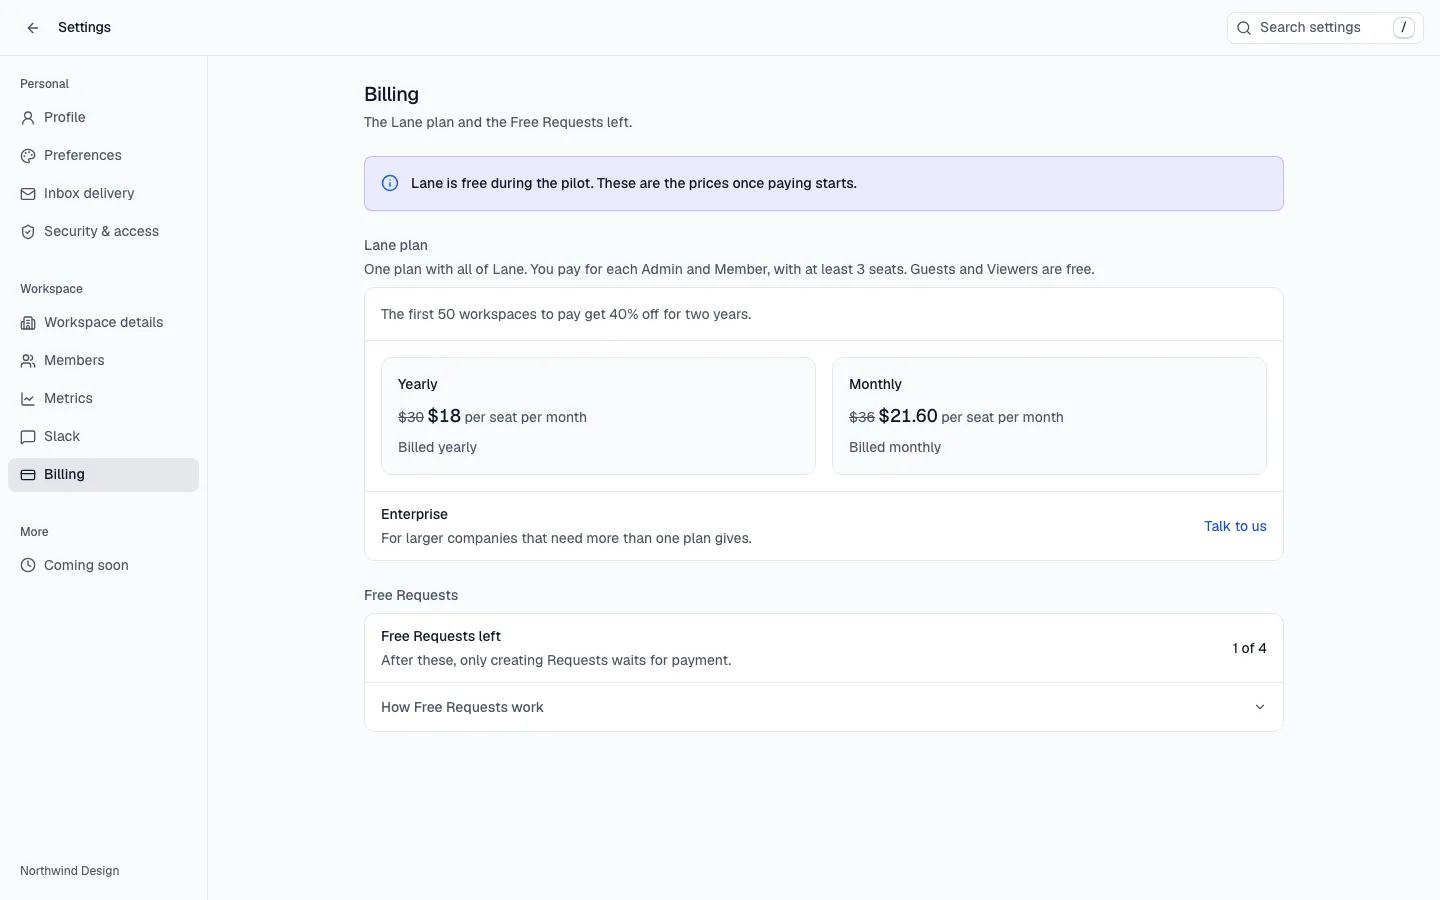 Settings
Search settings
/
Personal
Profile
Preferences
Inbox delivery
Security & access
Workspace
Workspace details
Members
Metrics
Slack
Billing
More
Coming soon
Northwind Design
Billing
The Lane plan and the Free Requests left.
Lane is free during the pilot. These are the prices once paying starts.
Lane plan
One plan with all of Lane. You pay for each Admin and Member, with at least 3 seats. Guests and Viewers are free.
The first 50 workspaces to pay get 40% off for two years.
Yearly
$30 $18 per seat per month
Billed yearly
Monthly
$36 $21.60 per seat per month
Billed monthly
Enterprise
For larger companies that need more than one plan gives.
Talk to us
Free Requests
Free Requests left
After these, only creating Requests waits for payment.
1 of 4
How Free Requests work